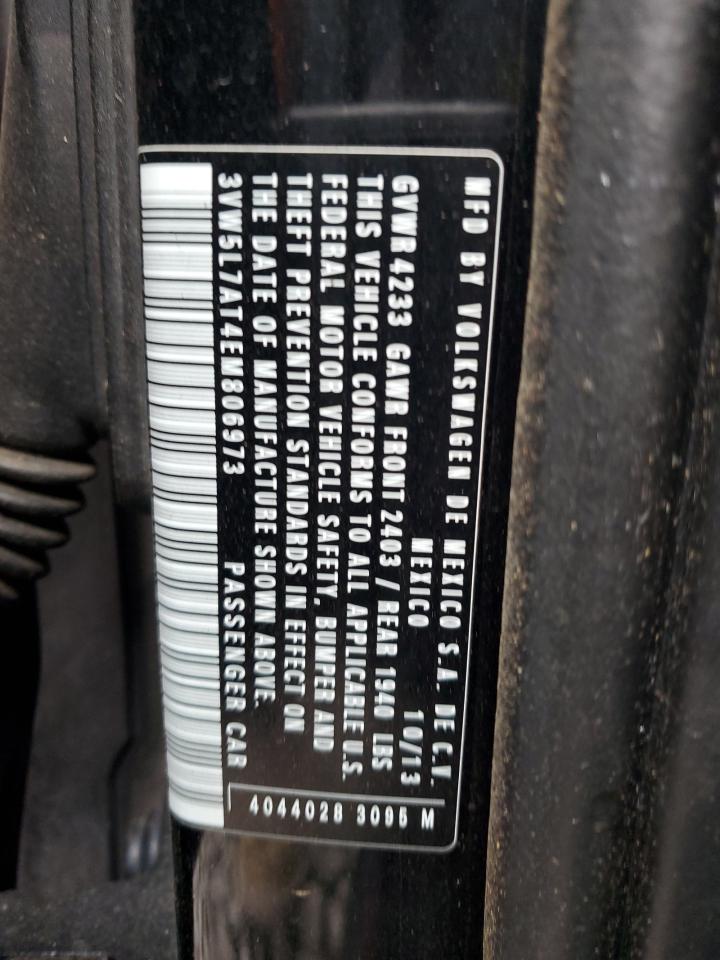 MFD BY VOLKSWAGEN DE MEXICO S.A. DE C.V.
MEXICO 10/13
GVWR 4233 GAWR FRONT 2403 / REAR 1940 LBS
THIS VEHICLE CONFORMS TO ALL APPLICABLE U.S.
FEDERAL MOTOR VEHICLE SAFETY, BUMPER AND
THEFT PREVENTION STANDARDS IN EFFECT ON
THE DATE OF MANUFACTURE SHOWN ABOVE.
3VW5L7AT4EM806973 PASSENGER CAR
4044028 3095 M